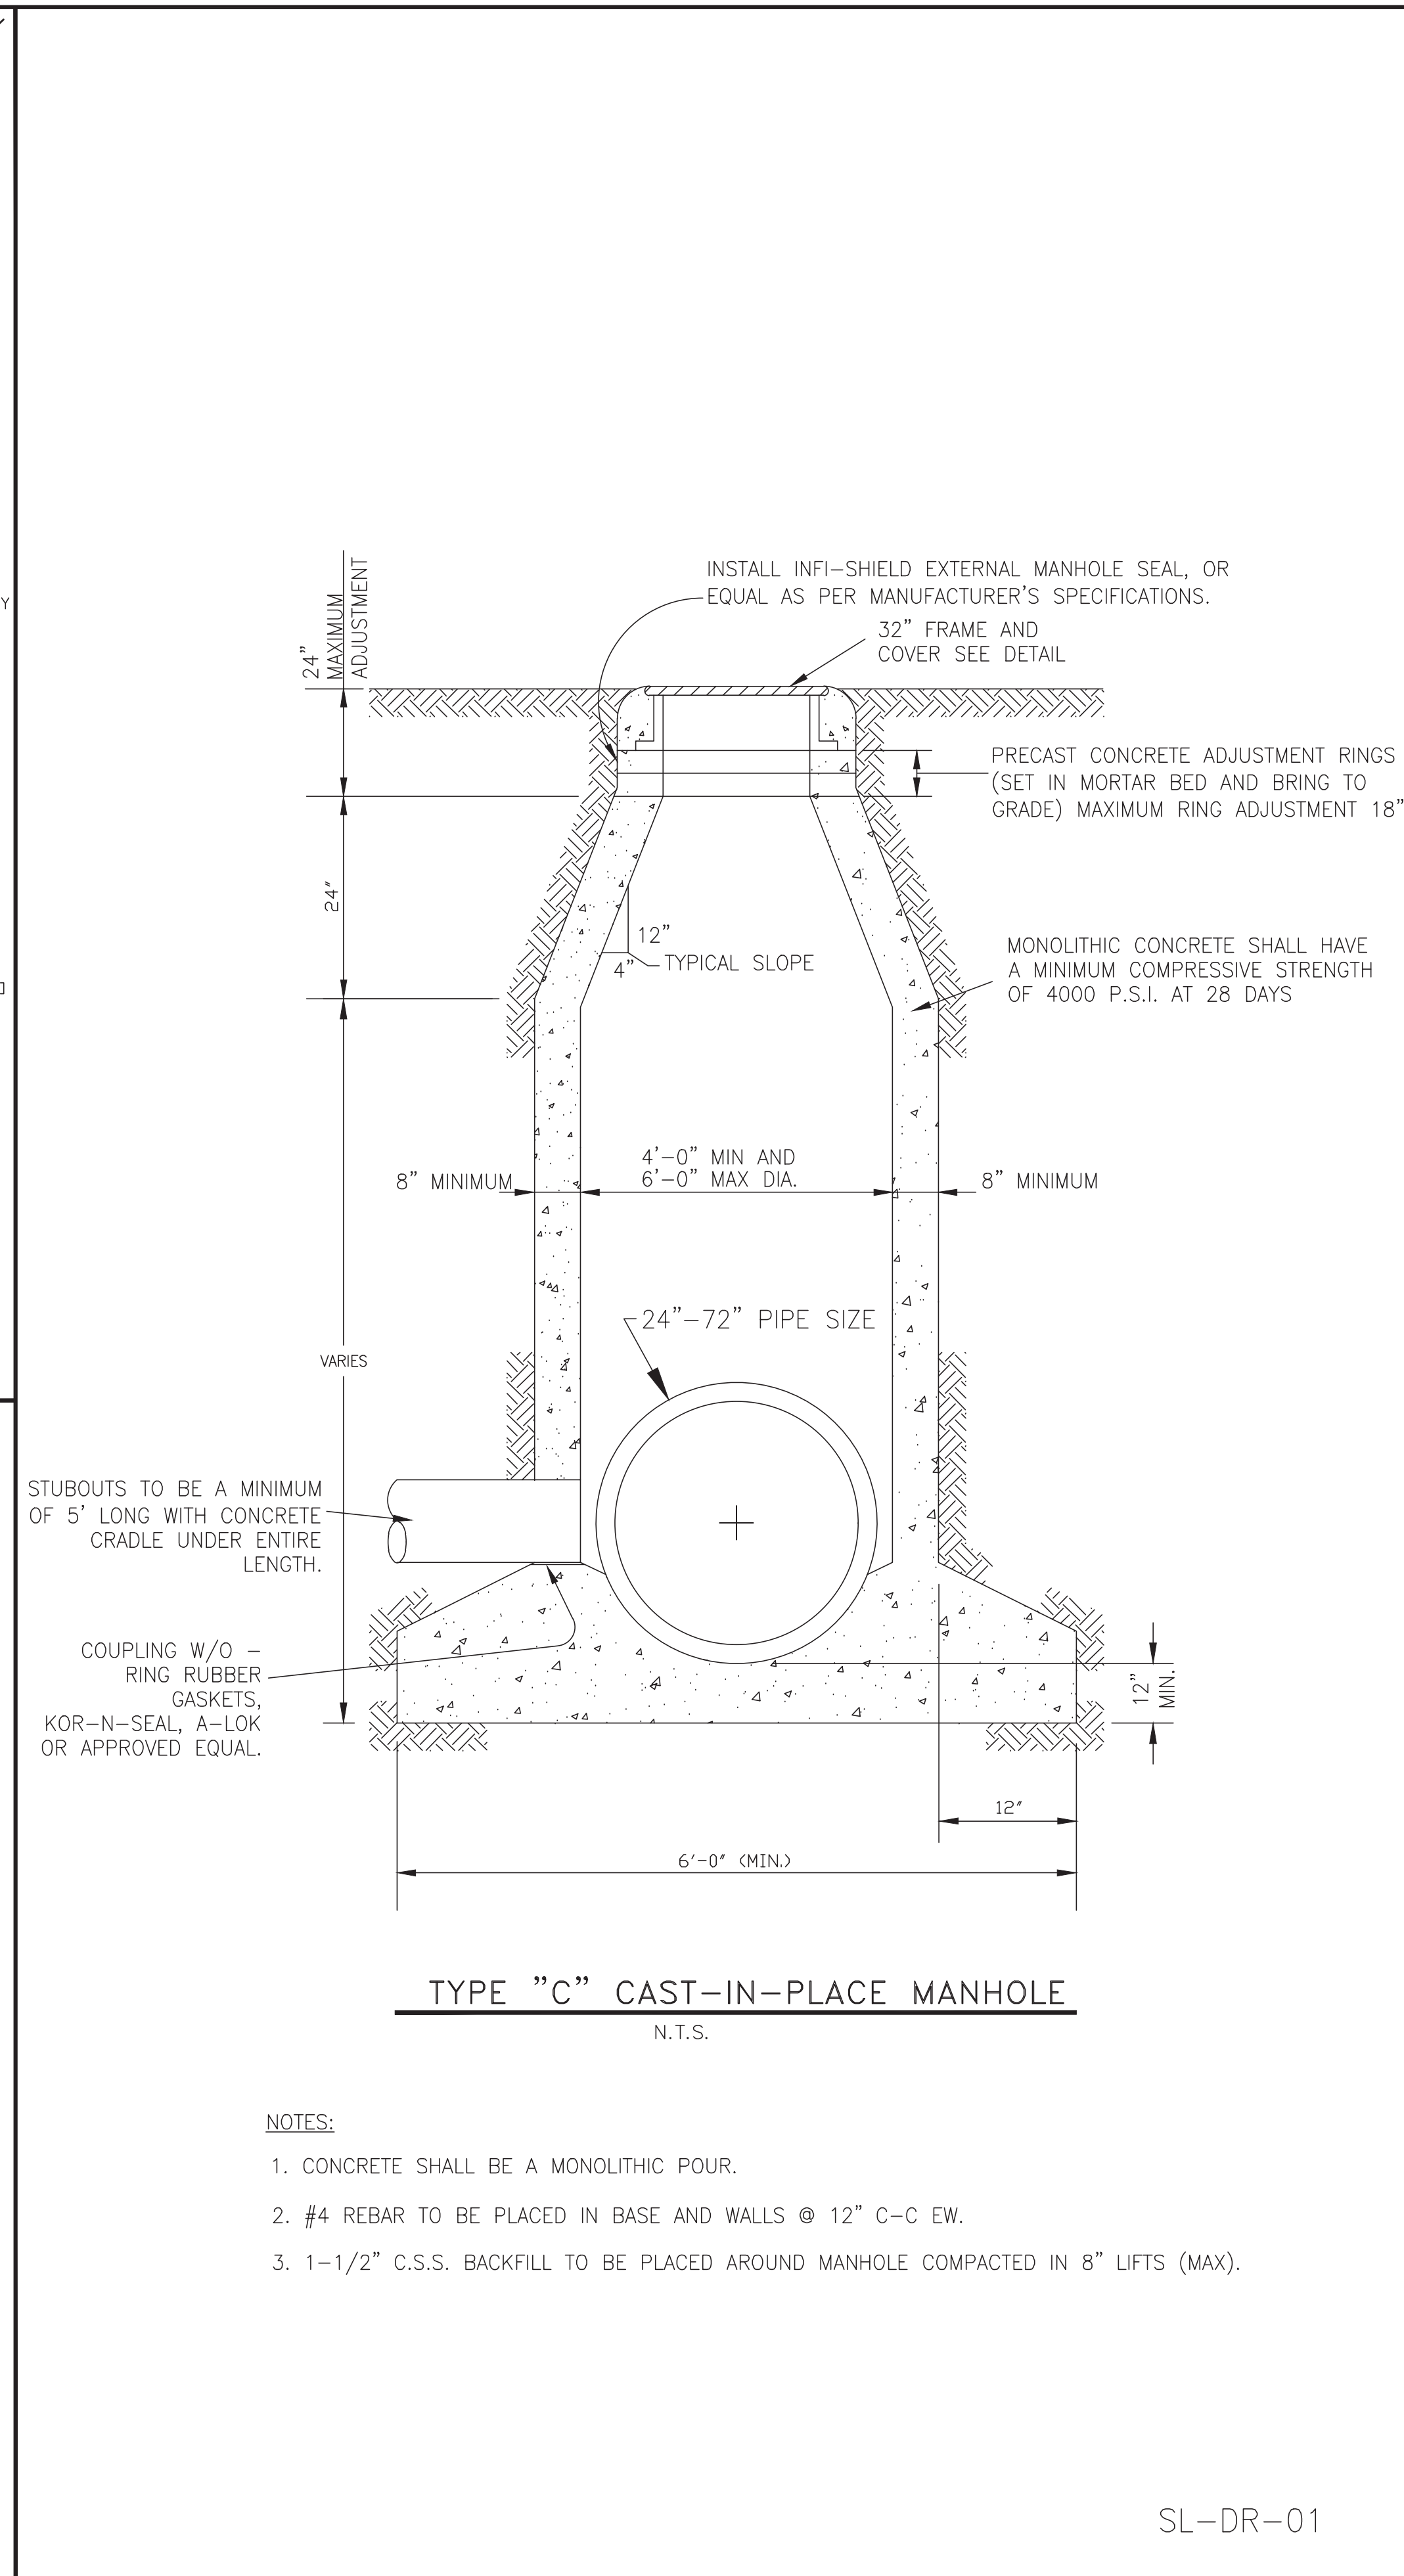 24"
MAXIMUM
ADJUSTMENT
INSTALL INFI-SHIELD EXTERNAL MANHOLE SEAL, OR
EQUAL AS PER MANUFACTURER'S SPECIFICATIONS.
32" FRAME AND
COVER SEE DETAIL
Y
PRECAST CONCRETE ADJUSTMENT RINGS
(SET IN MORTAR BED AND BRING TO
GRADE) MAXIMUM RING ADJUSTMENT 18"
24"
12"
4"
TYPICAL SLOPE
MONOLITHIC CONCRETE SHALL HAVE
A MINIMUM COMPRESSIVE STRENGTH
OF 4000 P.S.I. AT 28 DAYS
8" MINIMUM
4'-0" MIN AND
6'-0" MAX DIA.
8" MINIMUM
24"-72" PIPE SIZE
VARIES
STUBOUTS TO BE A MINIMUM
OF 5' LONG WITH CONCRETE
CRADLE UNDER ENTIRE
LENGTH.
COUPLING W/O -
RING RUBBER
GASKETS,
KOR-N-SEAL, A-LOK
OR APPROVED EQUAL.
12"
MIN.
12"
6'-0" (MIN.)
TYPE "C" CAST-IN-PLACE MANHOLE
N.T.S.
NOTES:
1. CONCRETE SHALL BE A MONOLITHIC POUR.
2. #4 REBAR TO BE PLACED IN BASE AND WALLS @ 12" C-C EW.
3. 1-1/2" C.S.S. BACKFILL TO BE PLACED AROUND MANHOLE COMPACTED IN 8" LIFTS (MAX).
SL-DR-01